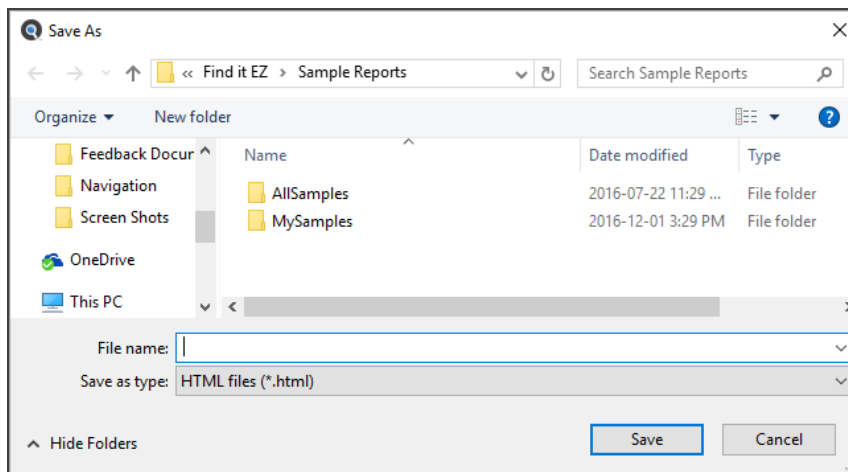 Save As
« Find it EZ > Sample Reports
Search Sample Reports
Organize
New folder
?
Feedback Docur
Navigation
Screen Shots
OneDrive
This PC
Name
Date modified
Type
AllSamples
2016-07-22 11:29 ...
File folder
MySamples
2016-12-01 3:29 PM
File folder
File name:
Save as type:
HTML files (*.html)
Hide Folders
Save
Cancel